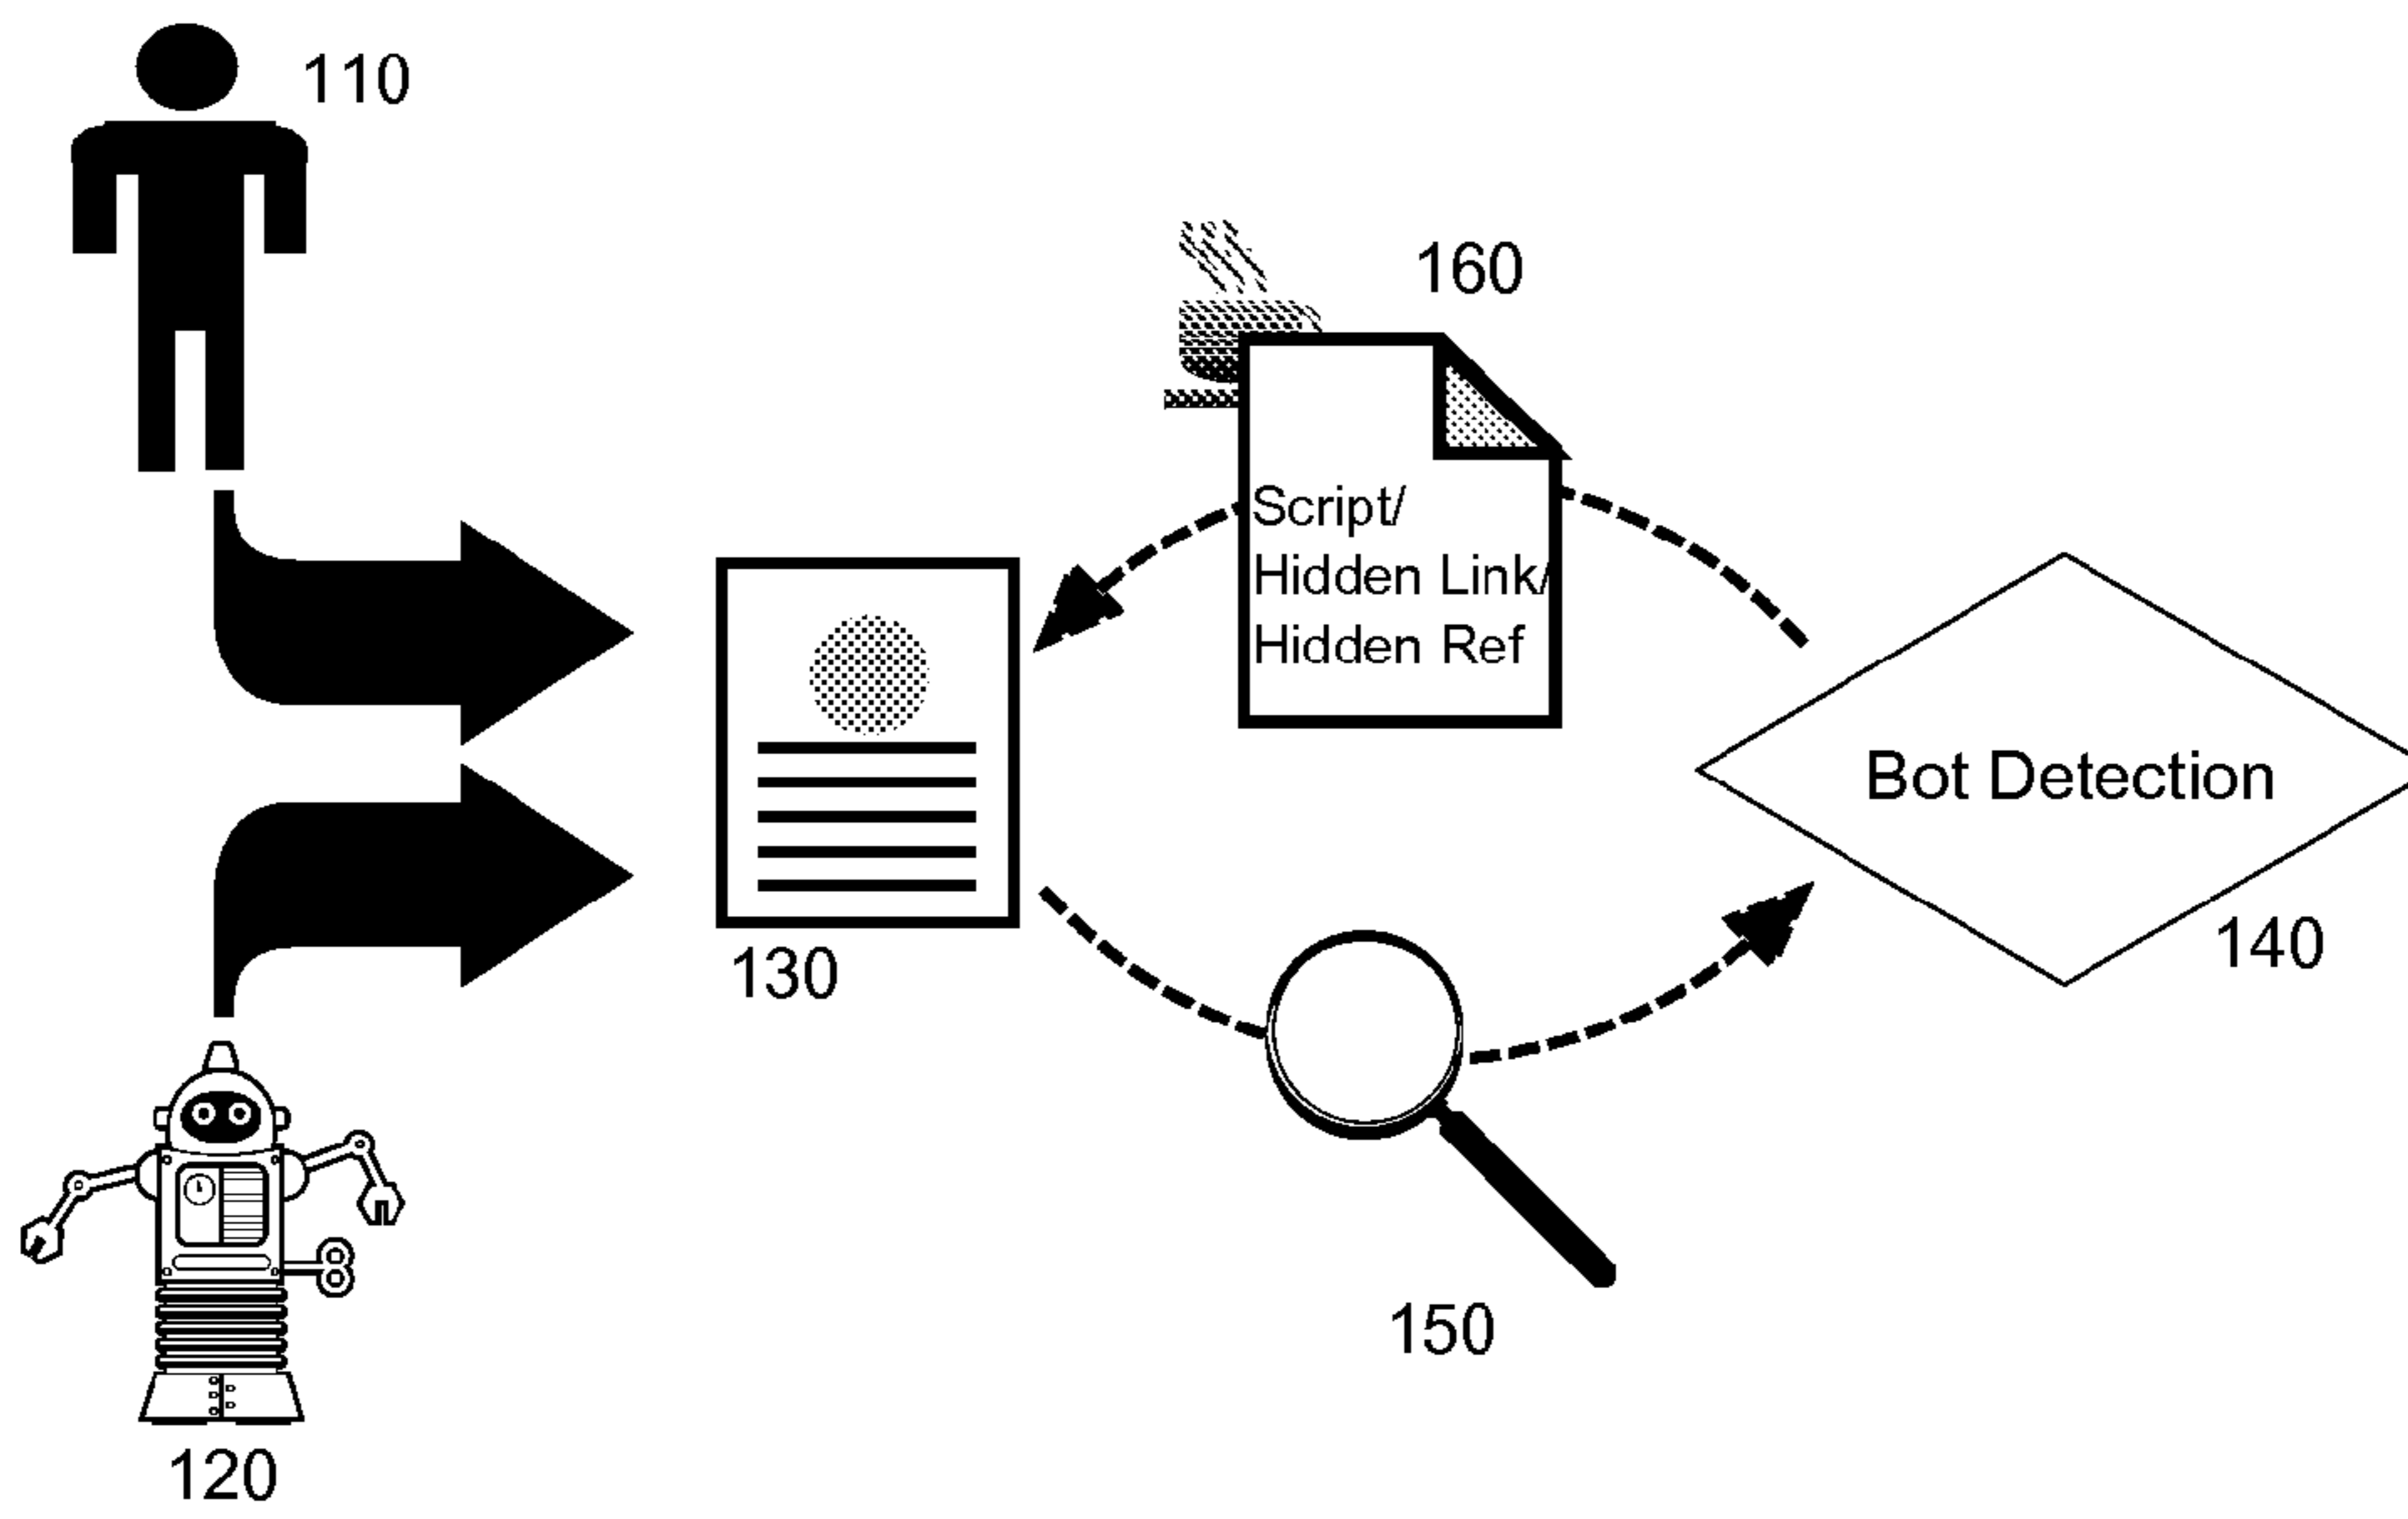 110
160
Script/
Hidden Link/
Hidden Ref
Bot Detection
140
130
150
120